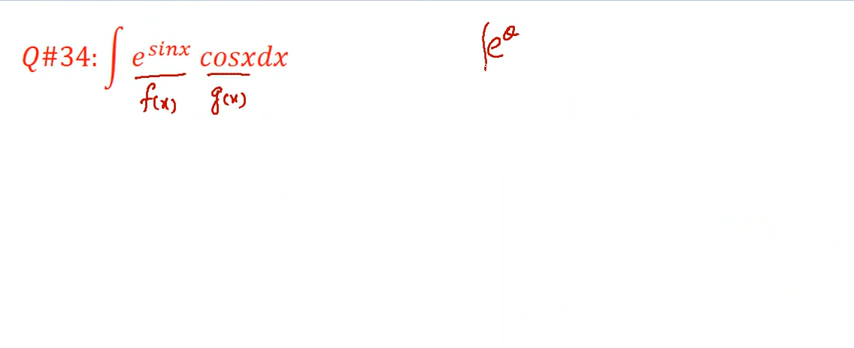 Q#34: ∫ e^{sinx} cosxdx
∫e^a
f(x) g(x)